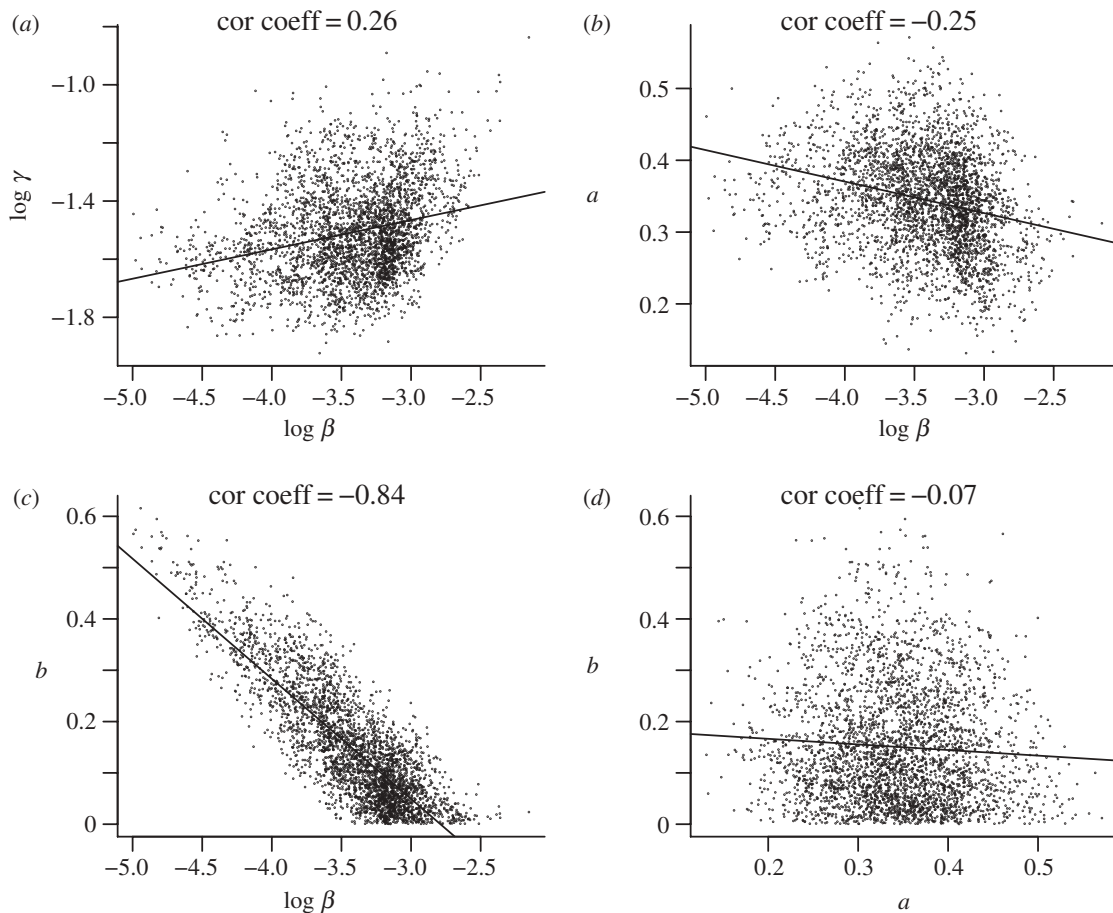 (a) cor coeff = 0.26
log γ
−1.0
−1.4
−1.8
−5.0 −4.5 −4.0 −3.5 −3.0 −2.5
log β
(b) cor coeff = −0.25
a
0.5
0.4
0.3
0.2
−5.0 −4.5 −4.0 −3.5 −3.0 −2.5
log β
(c) cor coeff = −0.84
b
0.6
0.4
0.2
0
−5.0 −4.5 −4.0 −3.5 −3.0 −2.5
log β
(d) cor coeff = −0.07
b
0.6
0.4
0.2
0
0.2 0.3 0.4 0.5
a